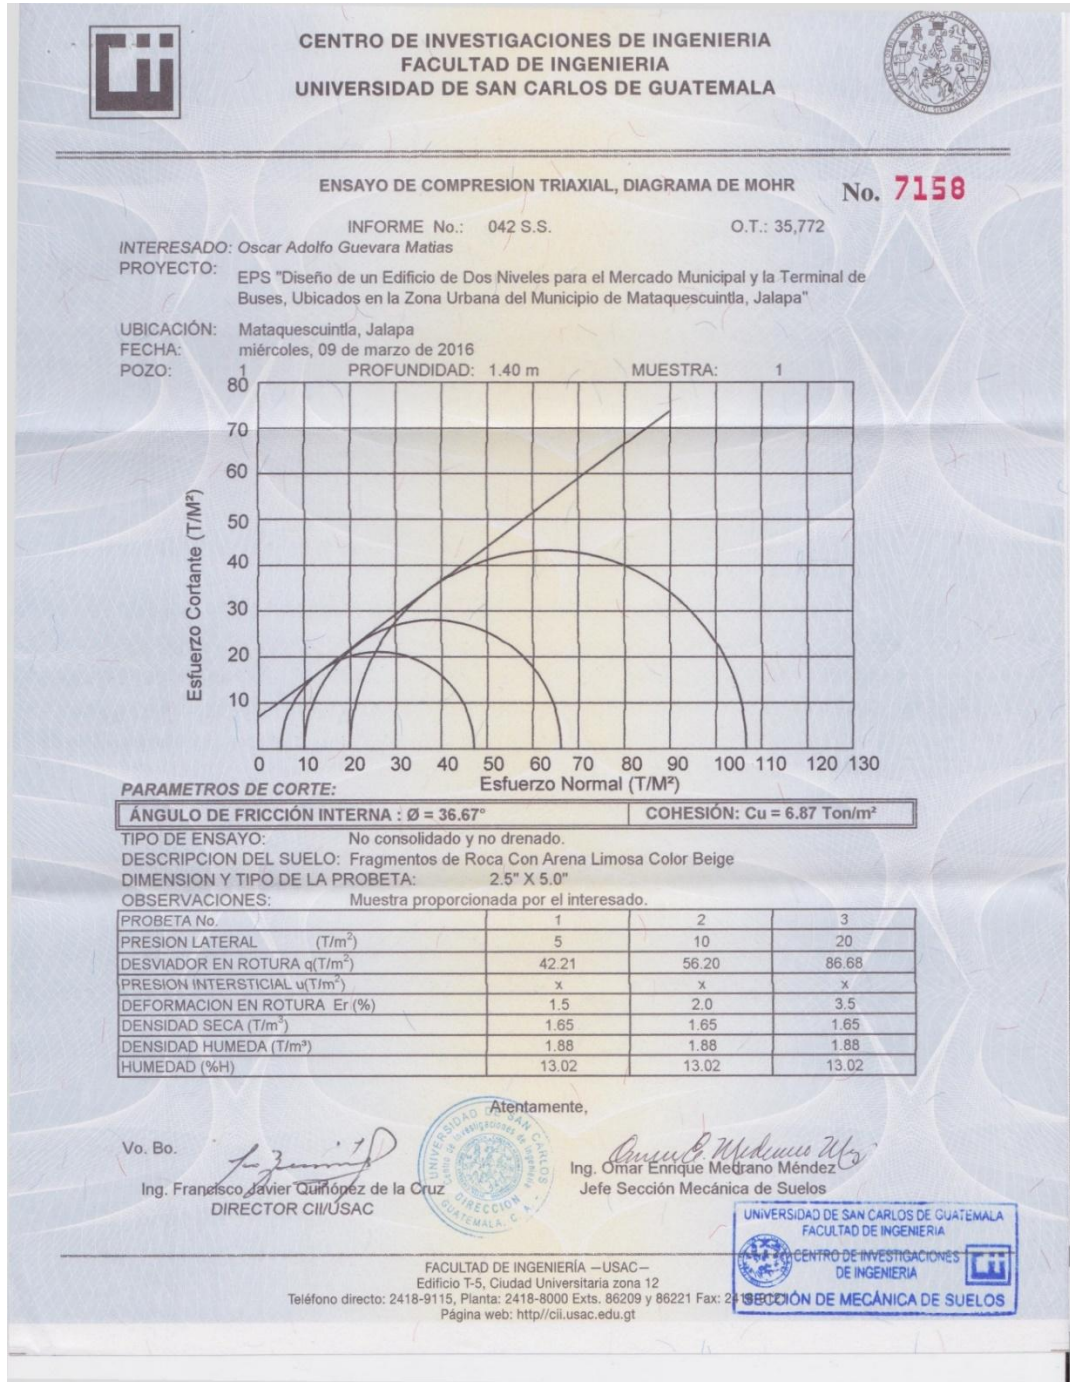 Cii
CENTRO DE INVESTIGACIONES DE INGENIERIA
FACULTAD DE INGENIERIA
UNIVERSIDAD DE SAN CARLOS DE GUATEMALA
ENSAYO DE COMPRESION TRIAXIAL, DIAGRAMA DE MOHR No. 7158
INFORME No.: 042 S.S. O.T.: 35,772
INTERESADO: Oscar Adolfo Guevara Matias
PROYECTO: EPS "Diseño de un Edificio de Dos Niveles para el Mercado Municipal y la Terminal de
Buses, Ubicados en la Zona Urbana del Municipio de Mataquescuintla, Jalapa"
UBICACIÓN: Mataquescuintla, Jalapa
FECHA: miércoles, 09 de marzo de 2016
POZO: 1 PROFUNDIDAD: 1.40 m MUESTRA: 1
80
70
60
50
40
30
20
10
Esfuerzo Cortante (T/M²)
0 10 20 30 40 50 60 70 80 90 100 110 120 130
Esfuerzo Normal (T/M²)
PARAMETROS DE CORTE:
ÁNGULO DE FRICCIÓN INTERNA : Ø = 36.67° COHESIÓN: Cu = 6.87 Ton/m²
TIPO DE ENSAYO: No consolidado y no drenado.
DESCRIPCION DEL SUELO: Fragmentos de Roca Con Arena Limosa Color Beige
DIMENSION Y TIPO DE LA PROBETA: 2.5" X 5.0"
OBSERVACIONES: Muestra proporcionada por el interesado.
PROBETA No. 1 2 3
PRESION LATERAL (T/m²) 5 10 20
DESVIADOR EN ROTURA q(T/m²) 42.21 56.20 86.68
PRESION INTERSTICIAL u(T/m²) x x x
DEFORMACION EN ROTURA Er (%) 1.5 2.0 3.5
DENSIDAD SECA (T/m³) 1.65 1.65 1.65
DENSIDAD HUMEDA (T/m³) 1.88 1.88 1.88
HUMEDAD (%H) 13.02 13.02 13.02
Atentamente,
Vo. Bo.
Ing. Francisco Javier Quiñónez de la Cruz
DIRECTOR CII/USAC
UNIVERSIDAD DE SAN CARLOS
Centro de Investigaciones de Ingeniería
DIRECCION
GUATEMALA, C. A.
Ing. Omar Enrique Medrano Méndez
Jefe Sección Mecánica de Suelos
UNIVERSIDAD DE SAN CARLOS DE GUATEMALA
FACULTAD DE INGENIERIA
CENTRO DE INVESTIGACIONES
DE INGENIERIA
Cii
SECCIÓN DE MECÁNICA DE SUELOS
FACULTAD DE INGENIERÍA —USAC—
Edificio T-5, Ciudad Universitaria zona 12
Teléfono directo: 2418-9115, Planta: 2418-8000 Exts. 86209 y 86221 Fax:
Página web: http//cii.usac.edu.gt